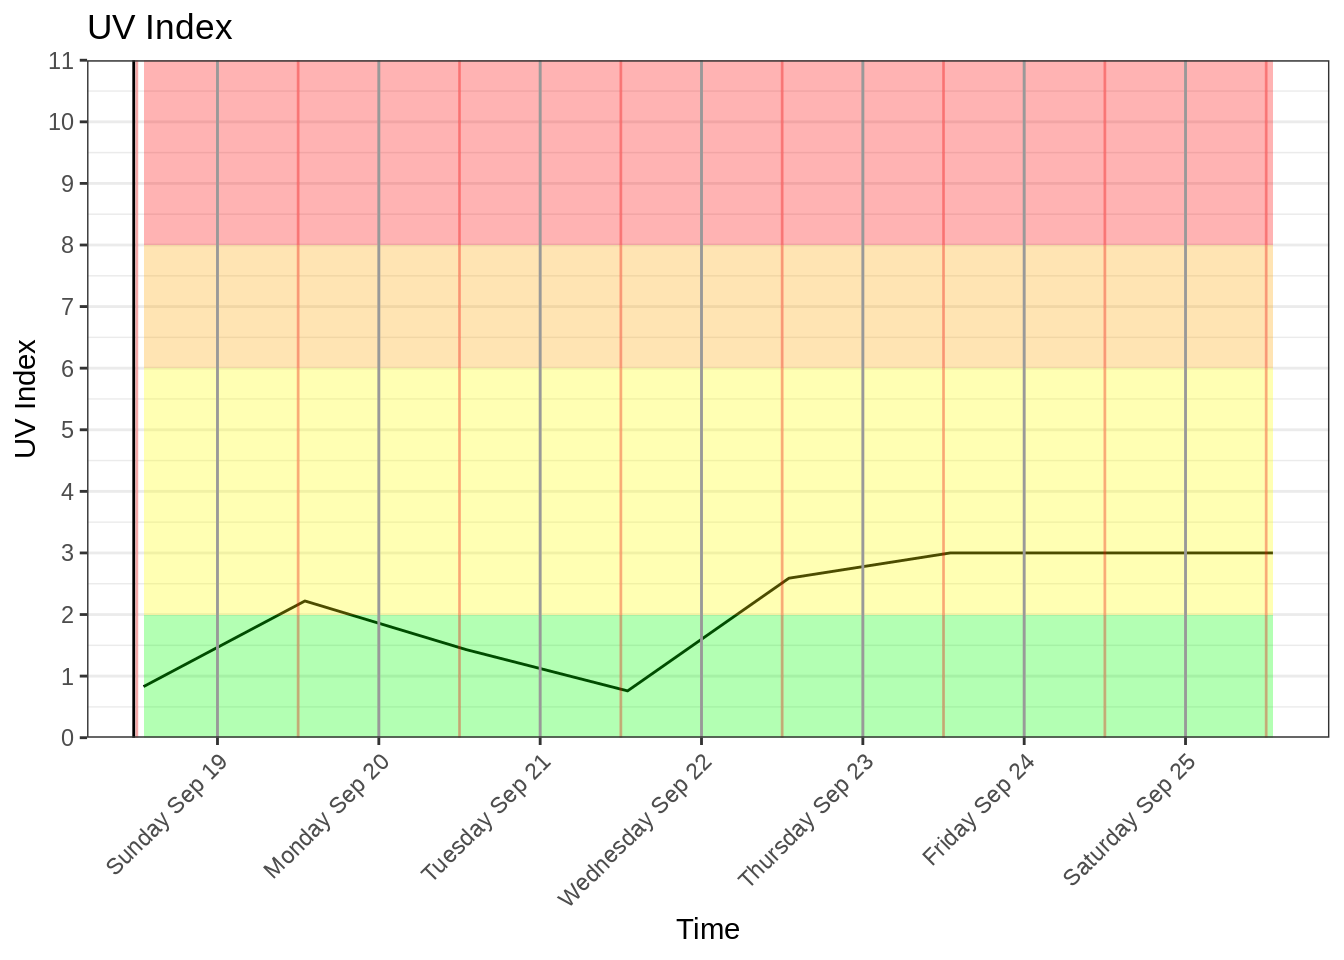 UV Index
11
10
9
8
7
6
5
4
3
2
1
0
UV Index
Sunday Sep 19
Monday Sep 20
Tuesday Sep 21
Wednesday Sep 22
Thursday Sep 23
Friday Sep 24
Saturday Sep 25
Time